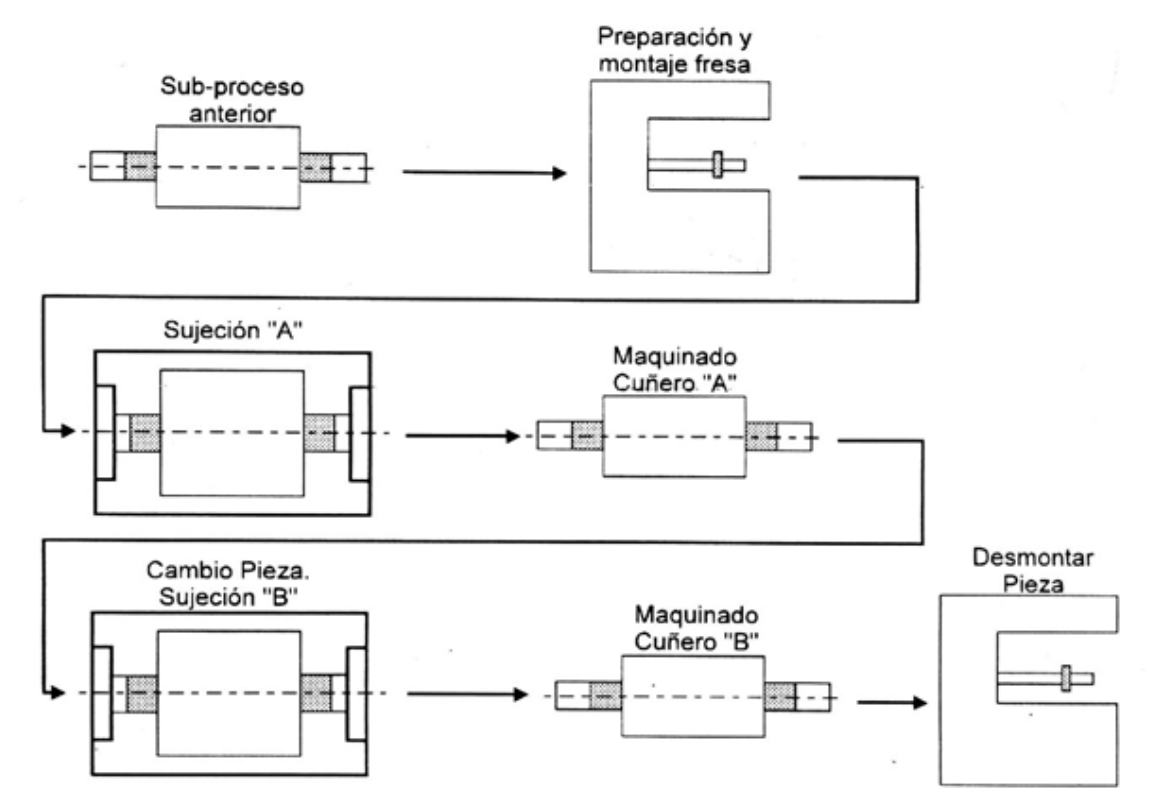 Sub-proceso
anterior
Preparación y
montaje fresa
Sujeción "A"
Maquinado
Cuñero "A"
Cambio Pieza.
Sujeción "B"
Maquinado
Cuñero "B"
Desmontar
Pieza